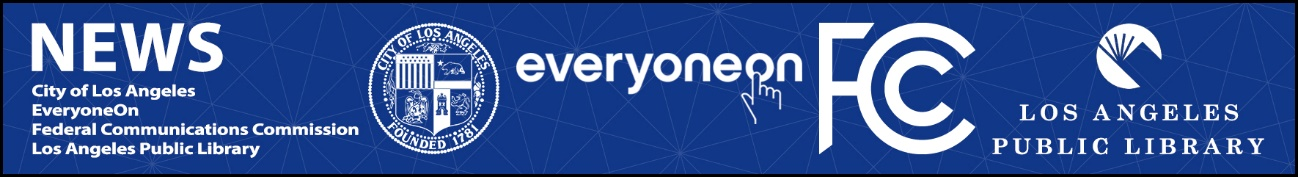 NEWS
City of Los Angeles
EveryoneOn
Federal Communications Commission
Los Angeles Public Library
CITY OF LOS ANGELES
FOUNDED 1781
everyoneon
FCC
LOS ANGELES
PUBLIC LIBRARY